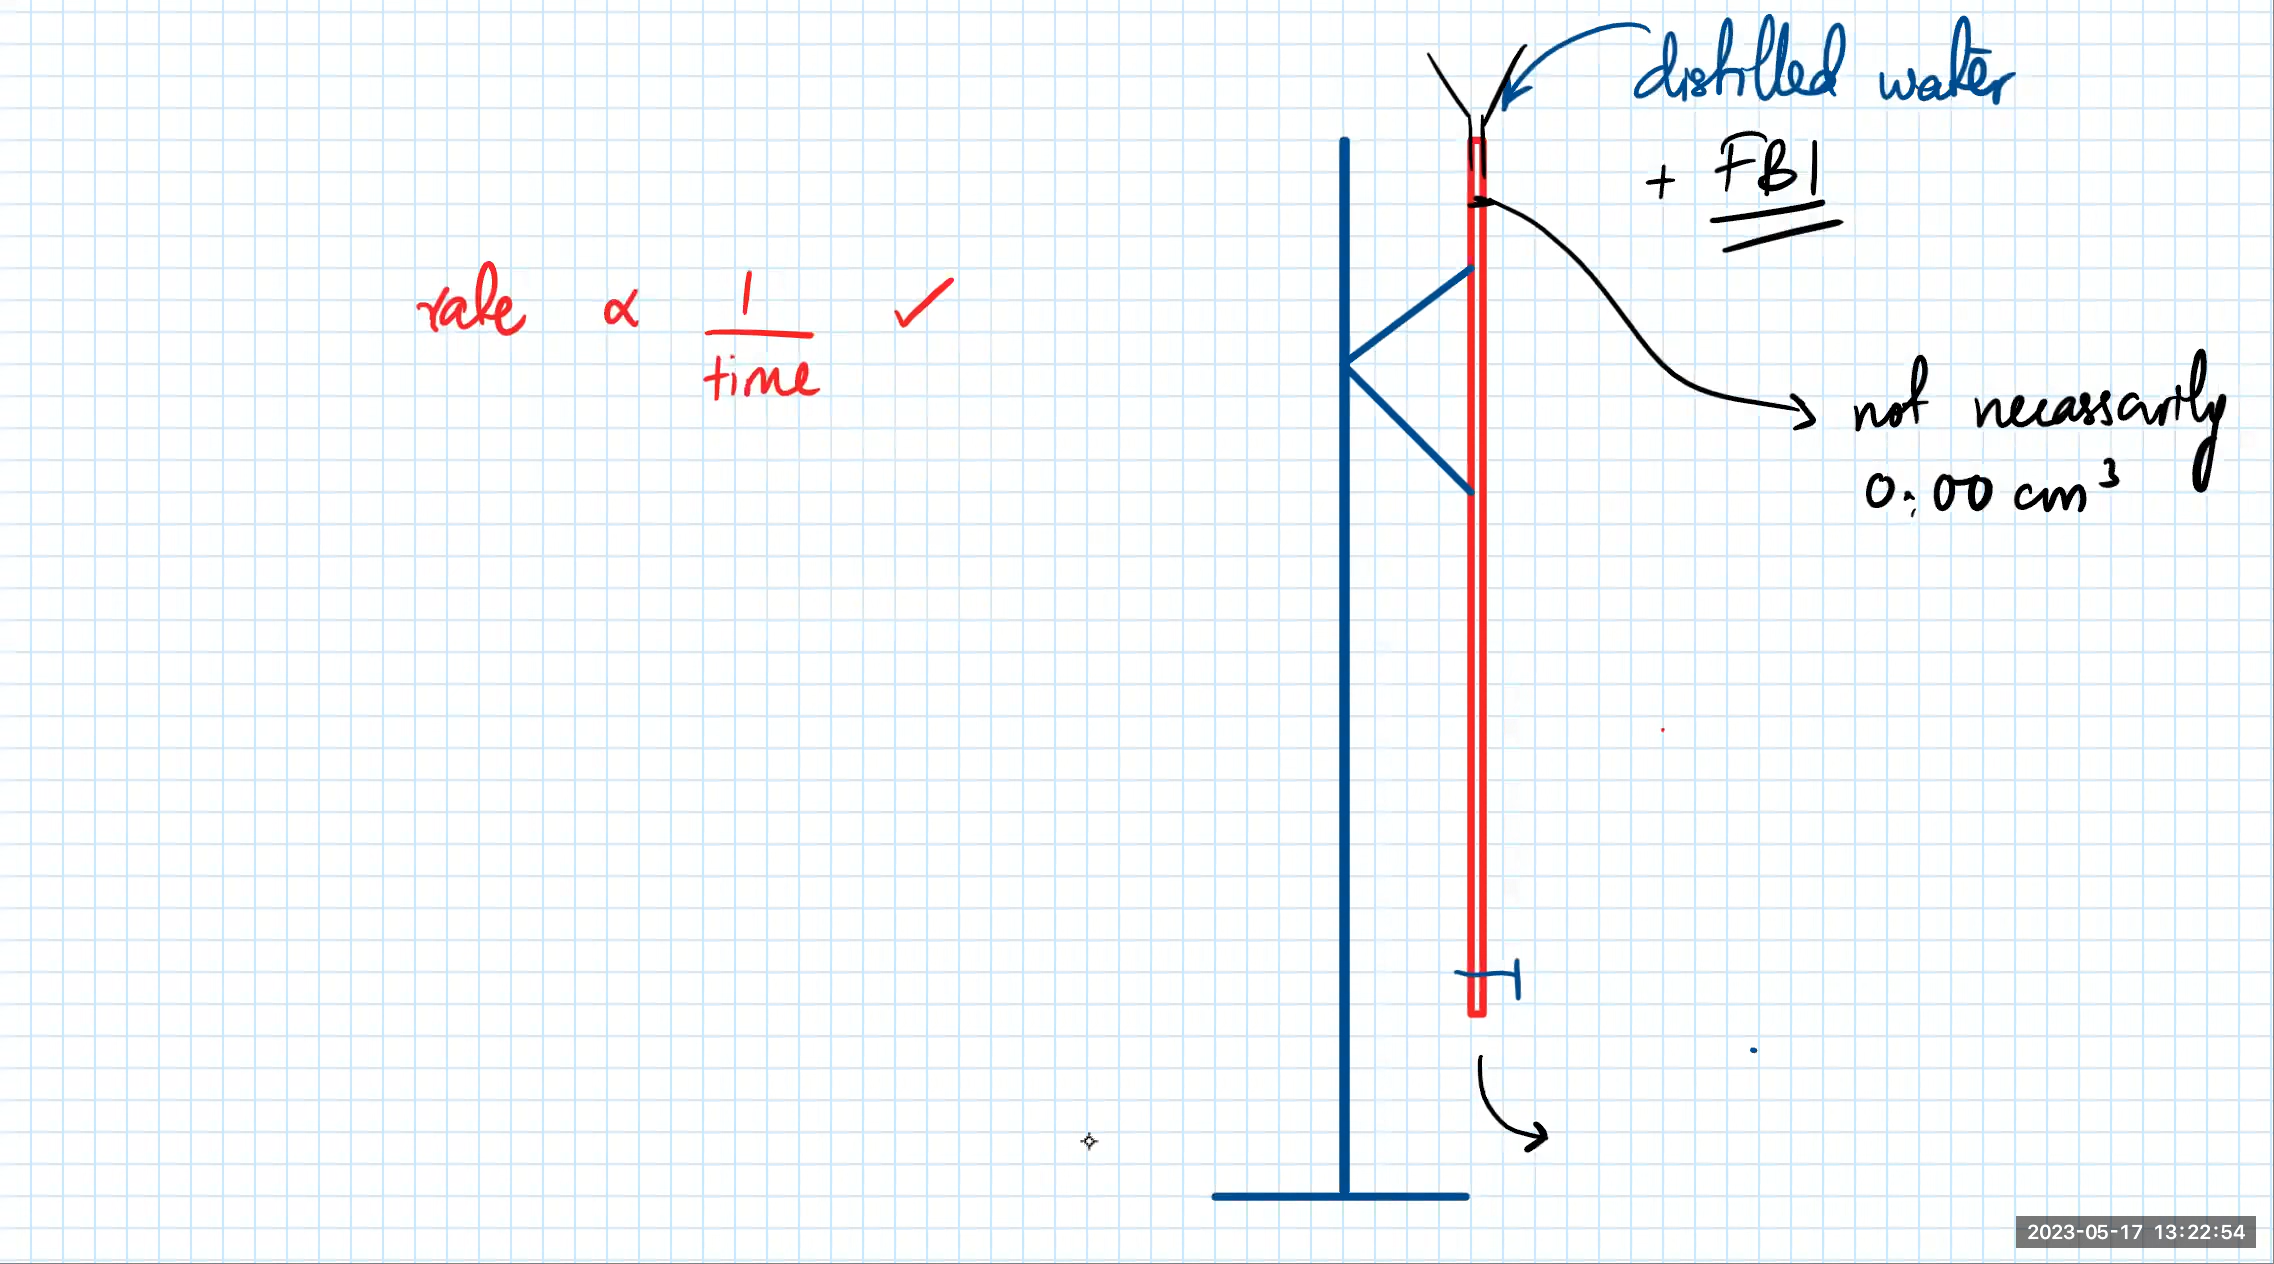 distilled water
+ FB1
rate ∝ 1
time ✓
not necassarily
0.00 cm³
2023-05-17 13:22:54